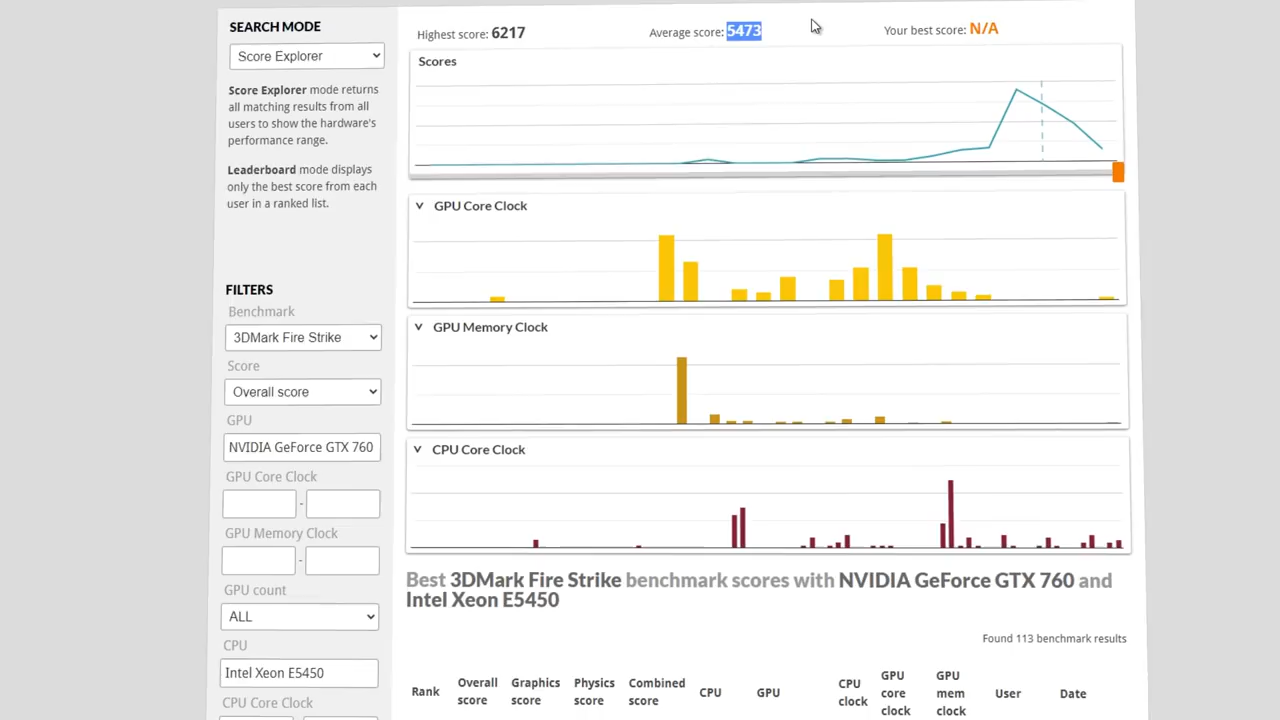 SEARCH MODE
Score Explorer
Score Explorer mode returns
all matching results from all
users to show the hardware's
performance range.
Leaderboard mode displays
only the best score from each
user in a ranked list.
FILTERS
Benchmark
3DMark Fire Strike
Score
Overall score
GPU
NVIDIA GeForce GTX 760
GPU Core Clock
-
GPU Memory Clock
-
GPU count
ALL
CPU
Intel Xeon E5450
CPU Core Clock
Highest score: 6217
Average score: 5473
Your best score: N/A
Scores
GPU Core Clock
GPU Memory Clock
CPU Core Clock
Best 3DMark Fire Strike benchmark scores with NVIDIA GeForce GTX 760 and
Intel Xeon E5450
Found 113 benchmark results
Rank
Overall
score
Graphics
score
Physics
score
Combined
score
CPU
GPU
CPU
clock
GPU
core
clock
GPU
mem
clock
User
Date